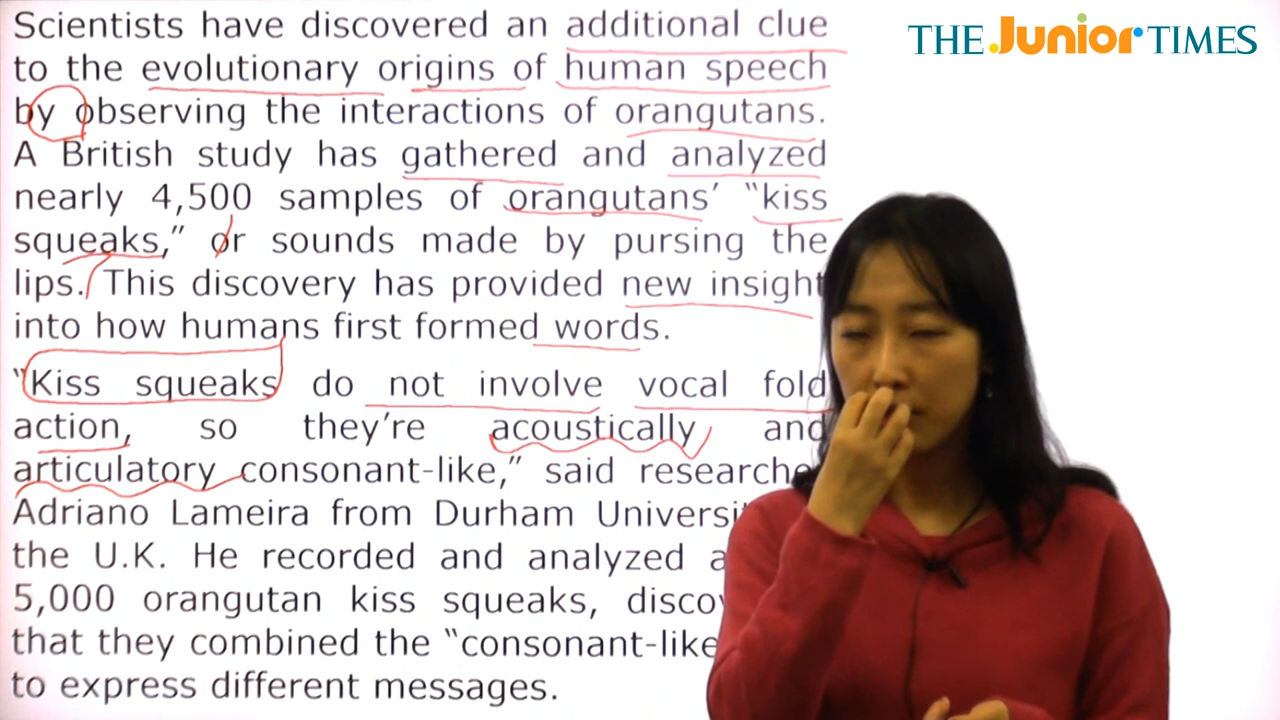 THE Junior TIMES
Scientists have discovered an additional clue
to the evolutionary origins of human speech
by observing the interactions of orangutans.
A British study has gathered and analyzed
nearly 4,500 samples of orangutans’ “kiss
squeaks,” or sounds made by pursing the
lips. This discovery has provided new insight
into how humans first formed words.
“Kiss squeaks do not involve vocal fold
action, so they’re acoustically and
articulatory consonant-like,” said
Adriano Lameira from Durham
the U.K. He recorded and analyzed
5,000 orangutan kiss squeaks,
that they combined the “consonant-like
to express different messages.